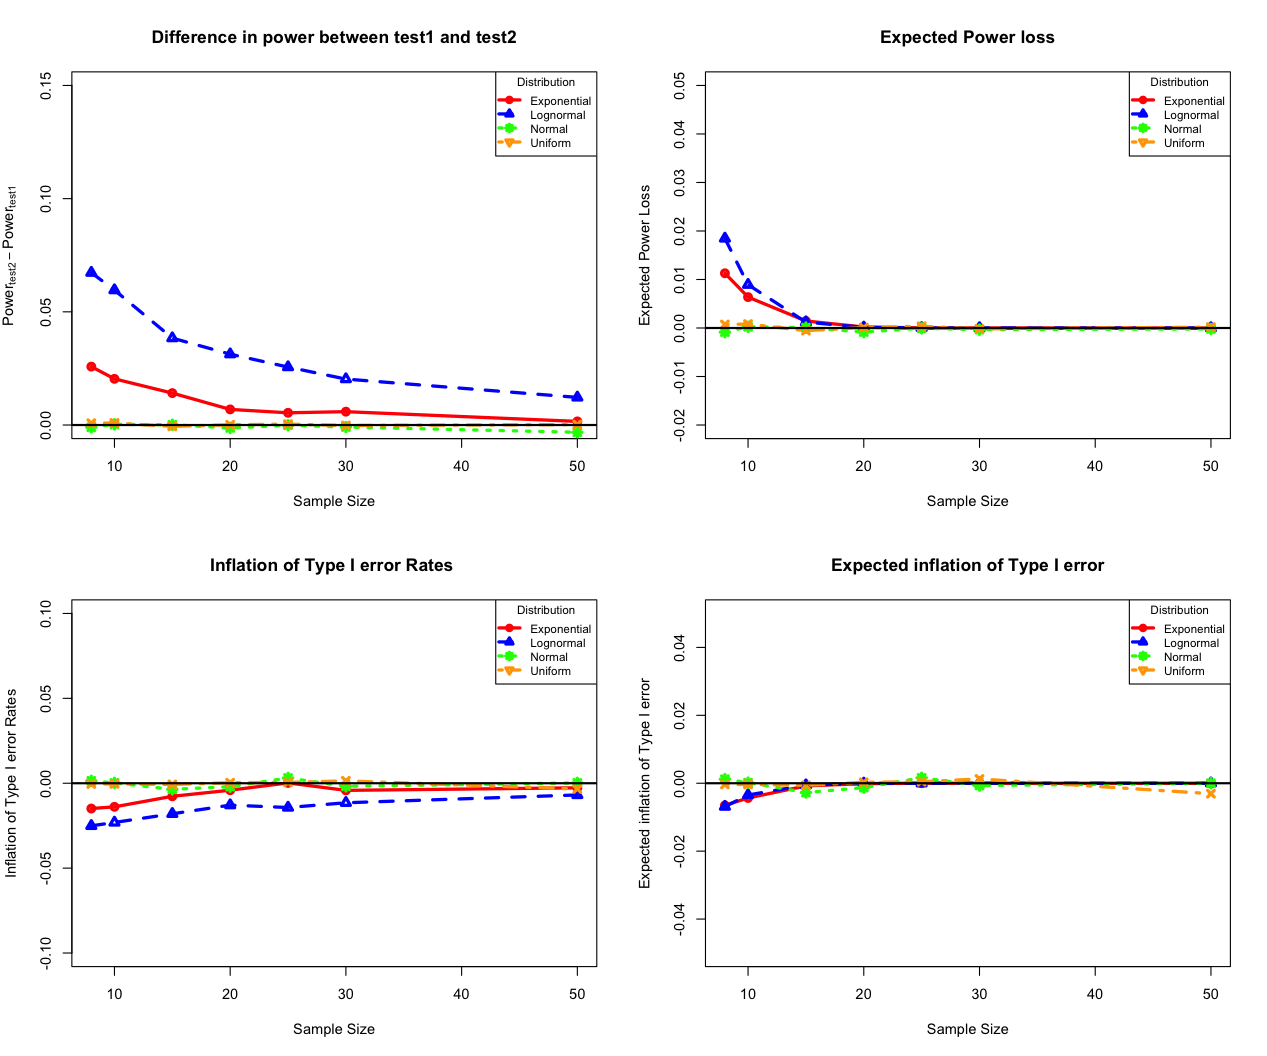 Difference in power between test1 and test2
Power_test2 − Power_test1
0.15
0.10
0.05
0.00
Distribution
Exponential
Lognormal
Normal
Uniform
10 20 30 40 50
Sample Size
Expected Power loss
Expected Power Loss
0.05
0.04
0.03
0.02
0.01
0.00
-0.01
-0.02
Distribution
Exponential
Lognormal
Normal
Uniform
10 20 30 40 50
Sample Size
Inflation of Type I error Rates
Inflation of Type I error Rates
0.10
0.05
0.00
-0.05
-0.10
Distribution
Exponential
Lognormal
Normal
Uniform
10 20 30 40 50
Sample Size
Expected inflation of Type I error
Expected inflation of Type I error
0.04
0.02
0.00
-0.02
-0.04
Distribution
Exponential
Lognormal
Normal
Uniform
10 20 30 40 50
Sample Size